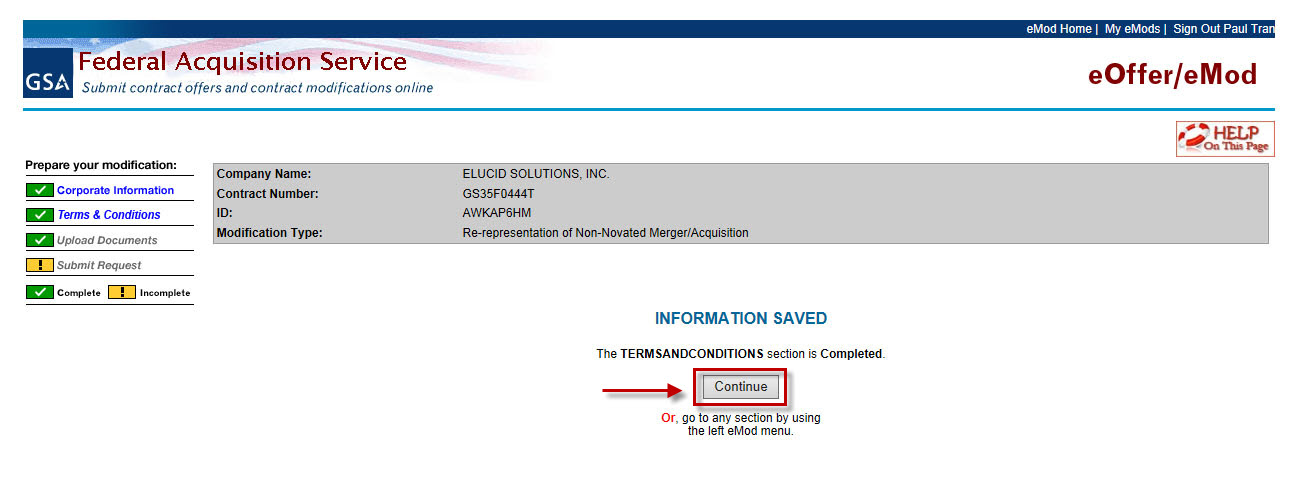 eMod Home | My eMods | Sign Out Paul Tran
GSA
Federal Acquisition Service
Submit contract offers and contract modifications online
eOffer/eMod
HELP
On This Page
Prepare your modification:
Corporate Information
Terms & Conditions
Upload Documents
Submit Request
Complete Incomplete
Company Name: ELUCID SOLUTIONS, INC.
Contract Number: GS35F0444T
ID: AWKAP6HM
Modification Type: Re-representation of Non-Novated Merger/Acquisition
INFORMATION SAVED
The TERMSANDCONDITIONS section is Completed.
Continue
Or, go to any section by using
the left eMod menu.